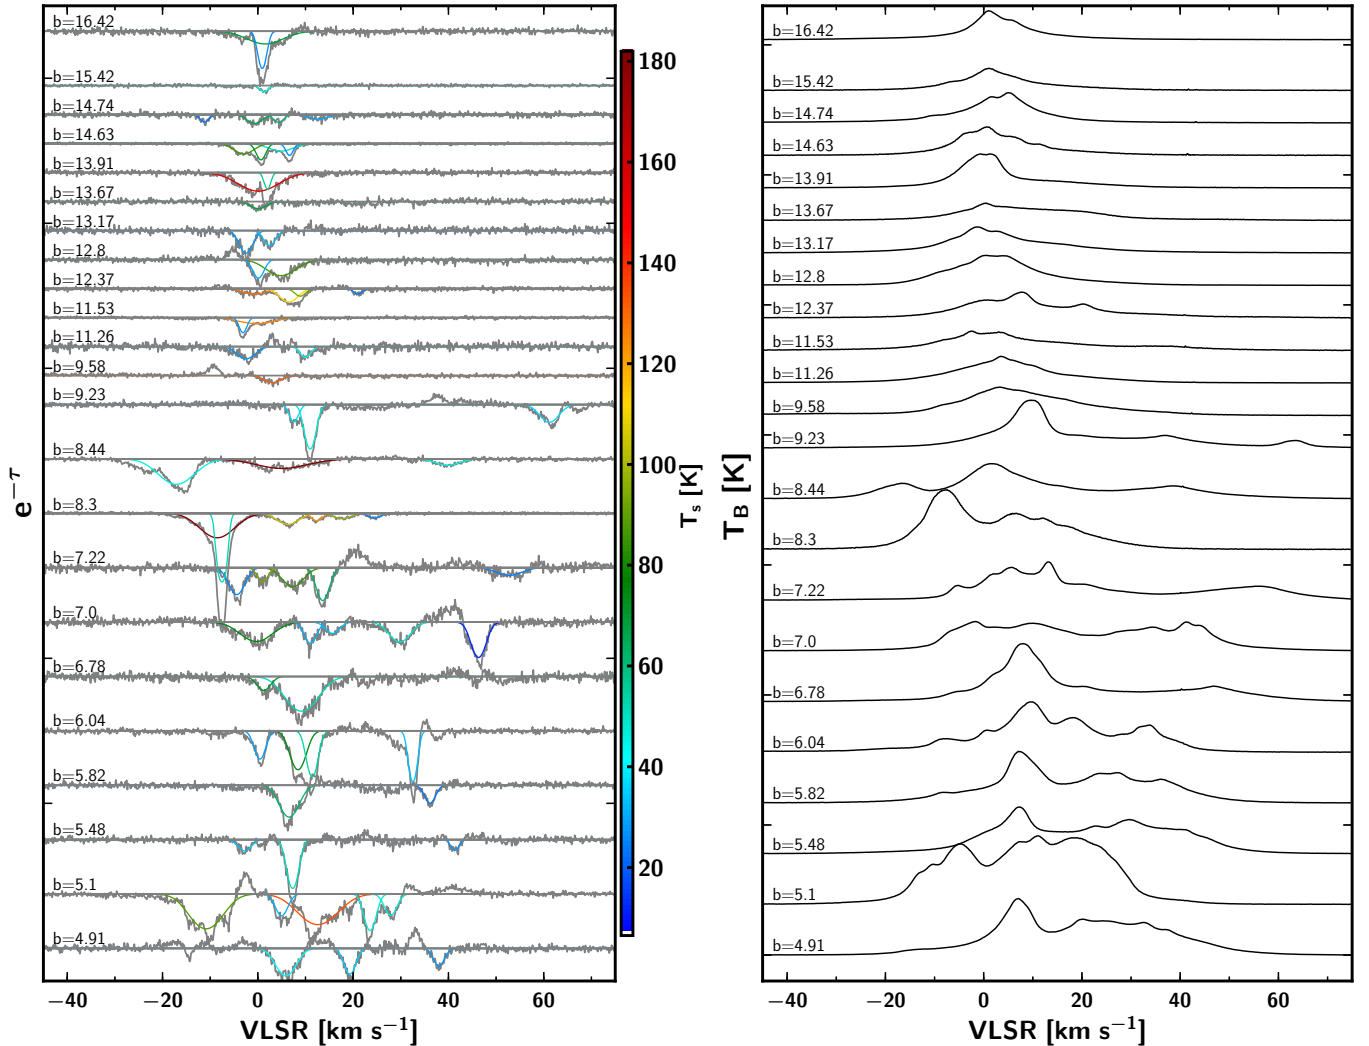 b=16.42
b=15.42
b=14.74
b=14.63
b=13.91
b=13.67
b=13.17
b=12.8
b=12.37
b=11.53
b=11.26
b=9.58
b=9.23
b=8.44
b=8.3
b=7.22
b=7.0
b=6.78
b=6.04
b=5.82
b=5.48
b=5.1
b=4.91
e^{−τ}
−40 −20 0 20 40 60
VLSR [km s⁻¹]
180
160
140
120
100
80
60
40
20
T_s [K]
T_B [K]
b=16.42
b=15.42
b=14.74
b=14.63
b=13.91
b=13.67
b=13.17
b=12.8
b=12.37
b=11.53
b=11.26
b=9.58
b=9.23
b=8.44
b=8.3
b=7.22
b=7.0
b=6.78
b=6.04
b=5.82
b=5.48
b=5.1
b=4.91
−40 −20 0 20 40 60
VLSR [km s⁻¹]